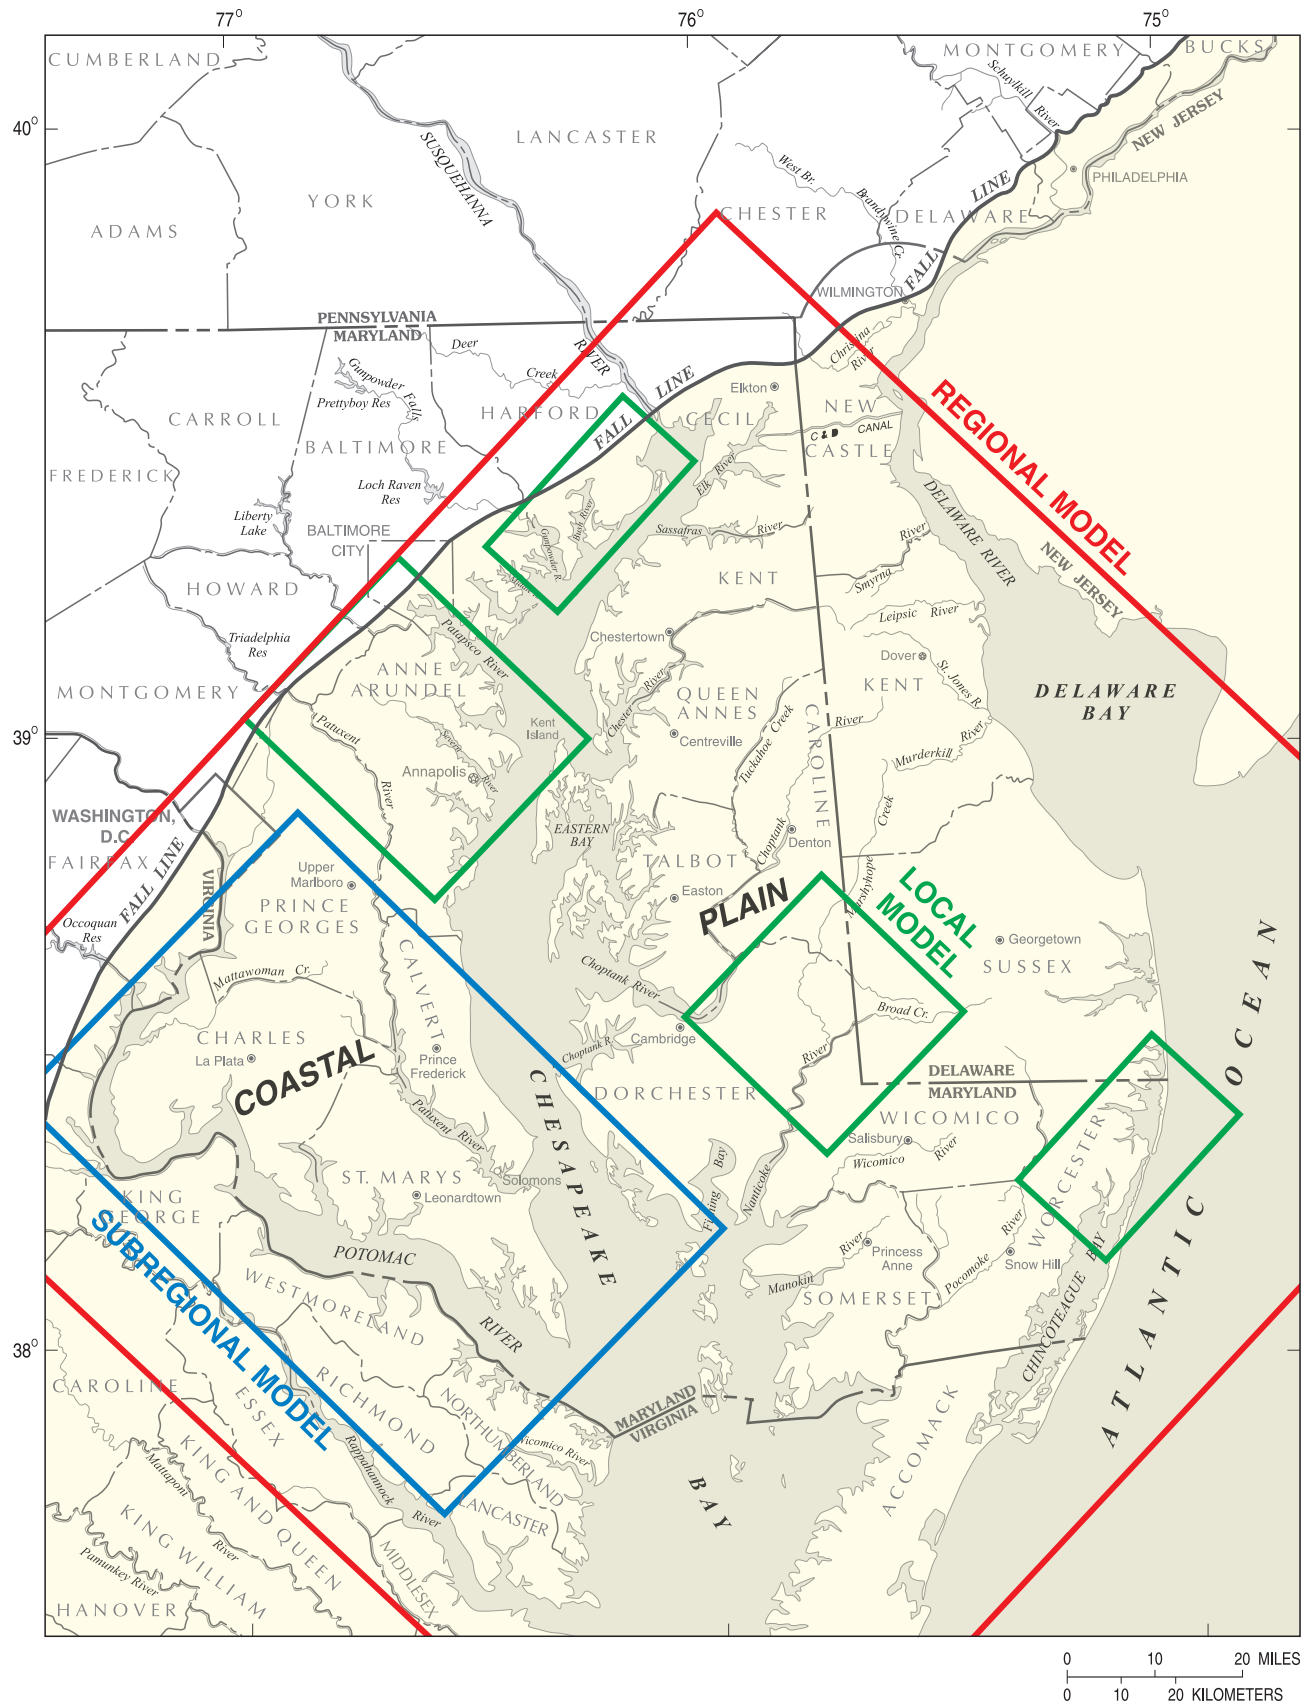 77°
76°
75°
CUMBERLAND
MONTGOMERY
BUCKS
Schuylkill
River
40°
LANCASTER
SUSQUEHANNA
NEW JERSEY
West Br.
PHILADELPHIA
YORK
LINE
Brandywine Cr.
CHESTER
DELAWARE
ADAMS
FALL
WILMINGTON
PENNSYLVANIA
MARYLAND
Deer
Christina
River
RIVER
Creek
Gunpowder
Falls
LINE
Elkton
Prettyboy Res
REGIONAL MODEL
HARFORD
CECIL
NEW
CARROLL
FALL
C & D CANAL
BALTIMORE
CASTLE
FREDERICK
Elk River
Loch Raven
Res
DELAWARE RIVER
Liberty
Lake
Bush River
BALTIMORE
CITY
Sassafras
River
River
Gunpowder R.
NEW JERSEY
KENT
Smyrna
HOWARD
Leipsic River
Patapsco River
Chestertown
Triadelphia
Res
Dover
ANNE
ARUNDEL
St. Jones R.
KENT
MONTGOMERY
QUEEN
ANNES
DELAWARE
BAY
Chester River
CAROLINE
Patuxent
River
Kent
Island
River
39°
Centreville
Tuckahoe Creek
Severn
River
River
Murderkill
Annapolis
WASHINGTON,
D.C.
EASTERN
BAY
Creek
Denton
Choptank
FAIRFAX
FALL LINE
TALBOT
Upper
Marlboro
VIRGINIA
LOCAL
MODEL
Easton
Marshyhope
PRINCE
GEORGES
PLAIN
Occoquan
Res
Georgetown
CALVERT
SUSSEX
Mattawoman Cr.
Choptank River
Broad Cr.
CHARLES
Cambridge
La Plata
Prince
Frederick
Choptank R.
River
COASTAL
DELAWARE
MARYLAND
DORCHESTER
WICOMICO
Patuxent River
Salisbury
WORCESTER
River
Wicomico
Fishing Bay
ST. MARYS
Solomons
Nanticoke
Leonardtown
CHESAPEAKE
KING
GEORGE
River
Princess
Anne
River
POTOMAC
Snow Hill
Pocomoke
SUBREGIONAL MODEL
Manokin
WESTMORELAND
SOMERSET
CHINCOTEAGUE BAY
RIVER
ATLANTIC OCEAN
38°
CAROLINE
RICHMOND
ESSEX
NORTHUMBERLAND
MARYLAND
VIRGINIA
ACCOMACK
Wicomico River
Rappahannock
River
KING AND QUEEN
Mattaponi
River
BAY
LANCASTER
KING WILLIAM
MIDDLESEX
Pamunkey River
HANOVER
0 10 20 MILES
0 10 20 KILOMETERS